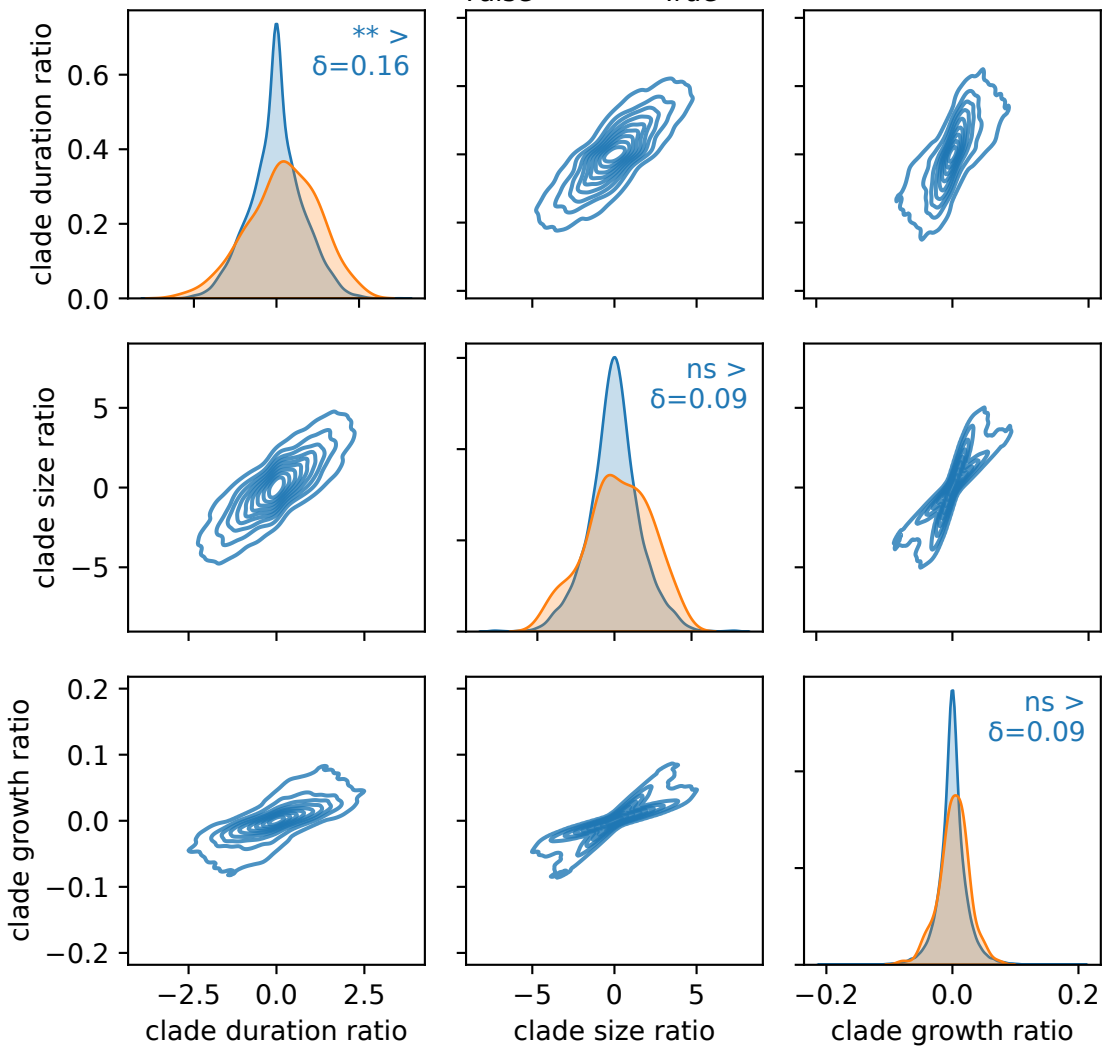 clade duration ratio
0.6
0.4
0.2
0.0
** >
δ=0.16
clade size ratio
5
0
−5
ns >
δ=0.09
clade growth ratio
0.2
0.1
0.0
−0.1
−0.2
ns >
δ=0.09
−2.5 0.0 2.5
−5 0 5
−0.2 0.0 0.2
clade duration ratio
clade size ratio
clade growth ratio